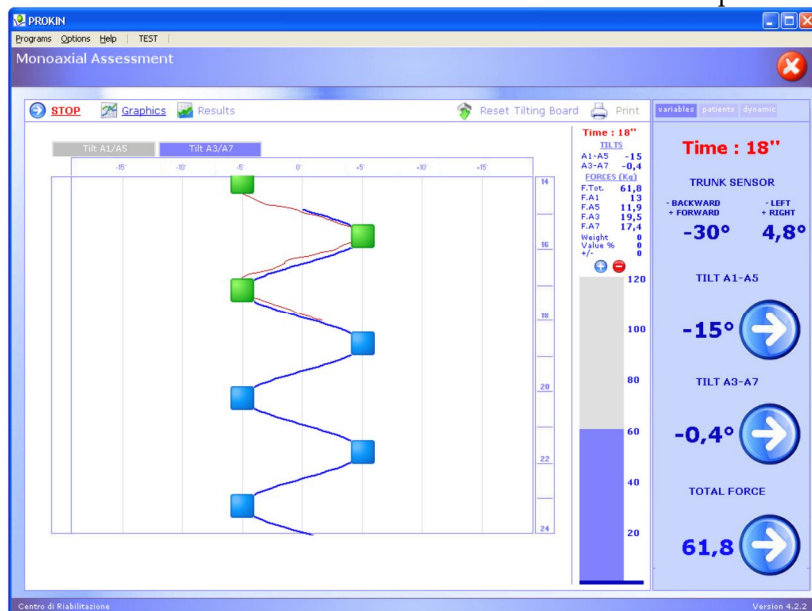 PROKIN
Programs Options Help TEST
Monoaxial Assessment
STOP Graphics Results Reset Tilting Board Print
Tilt A1/A5 Tilt A3/A7
-15' -10' -5' 0' +5' +10' +15'
14
16
18
20
22
24
Time : 18"
TILTS
A1-A5 -15
A3-A7 -0,4
FORCES (Kg)
F.Tot. 61,8
F.A1 13
F.A5 11,9
F.A3 19,5
F.A7 17,4
Weight 0
Value % 0
+/- 0
120
100
80
60
40
20
variables patients dynamic
Time : 18"
TRUNK SENSOR
- BACKWARD - LEFT
+ FORWARD + RIGHT
-30° 4,8°
TILT A1-A5
-15°
TILT A3-A7
-0,4°
TOTAL FORCE
61,8
Centro di Riabilitazione Version 4.2.2